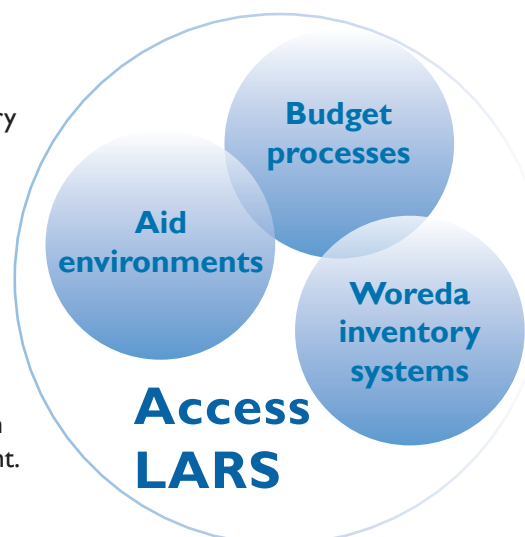 Budget
processes
Aid
environments
Woreda
inventory
systems
Access
LARS